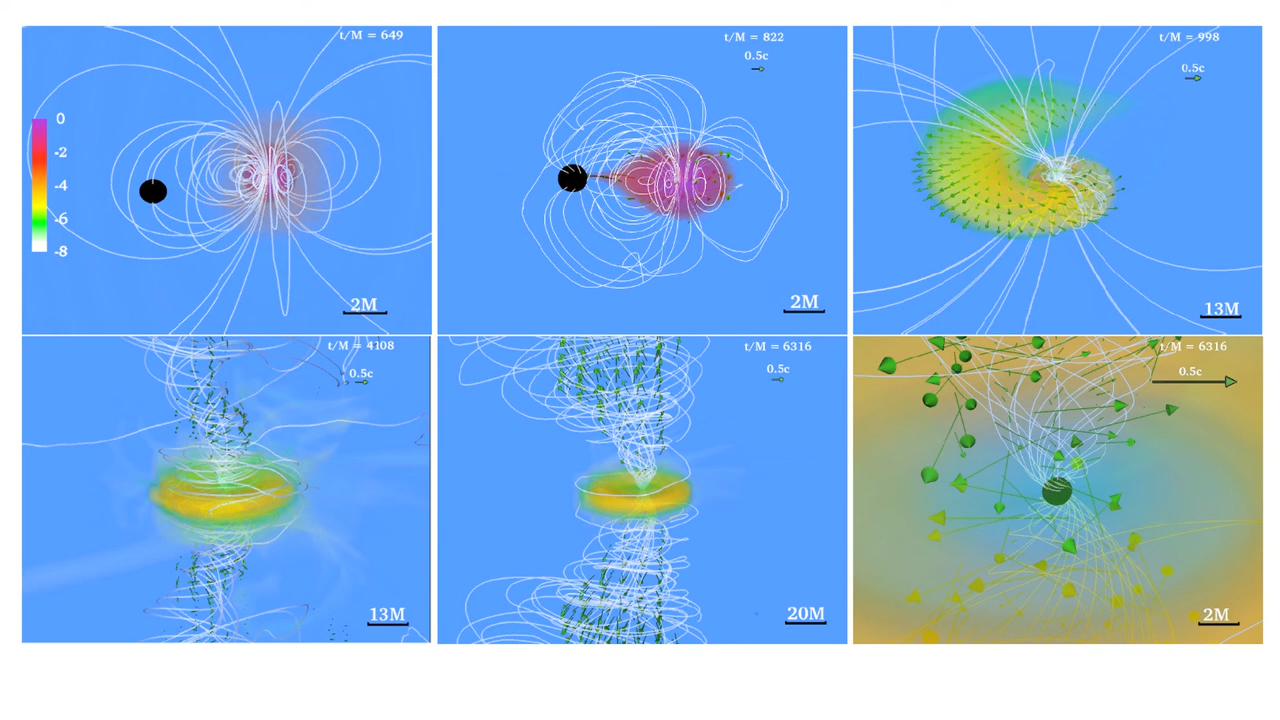 t/M = 649
0
-2
-4
-6
-8
2M
t/M = 822
0.5c
2M
t/M = 998
0.5c
13M
t/M = 4108
0.5c
13M
t/M = 6316
0.5c
20M
t/M = 6316
0.5c
2M